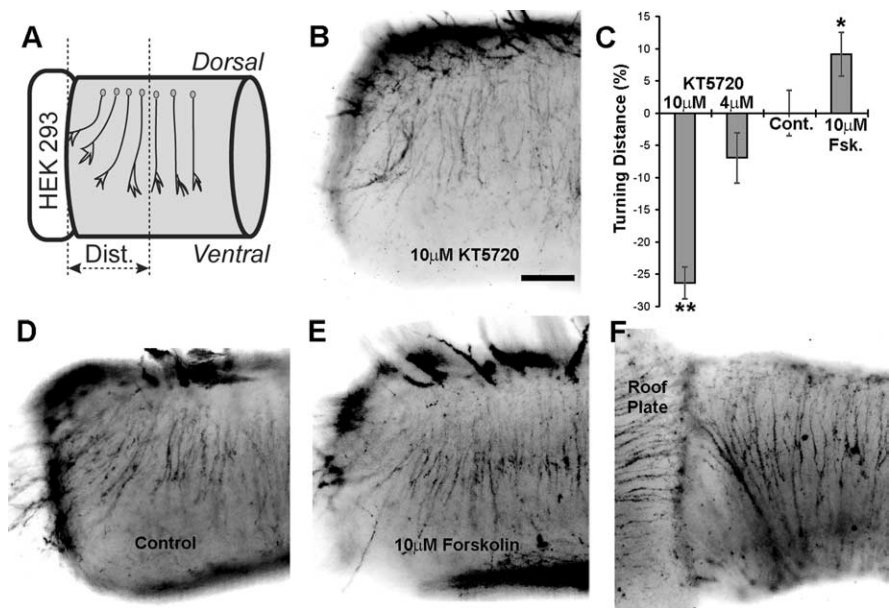 A
HEK 293
Dorsal
Ventral
Dist.
B
10μM KT5720
C
Turning Distance (%)
15
10
5
0
-5
-10
-15
-20
-25
-30
KT5720
10μM 4μM
Cont.
10μM
Fsk.
*
**
D
Control
E
10μM Forskolin
F
Roof
Plate